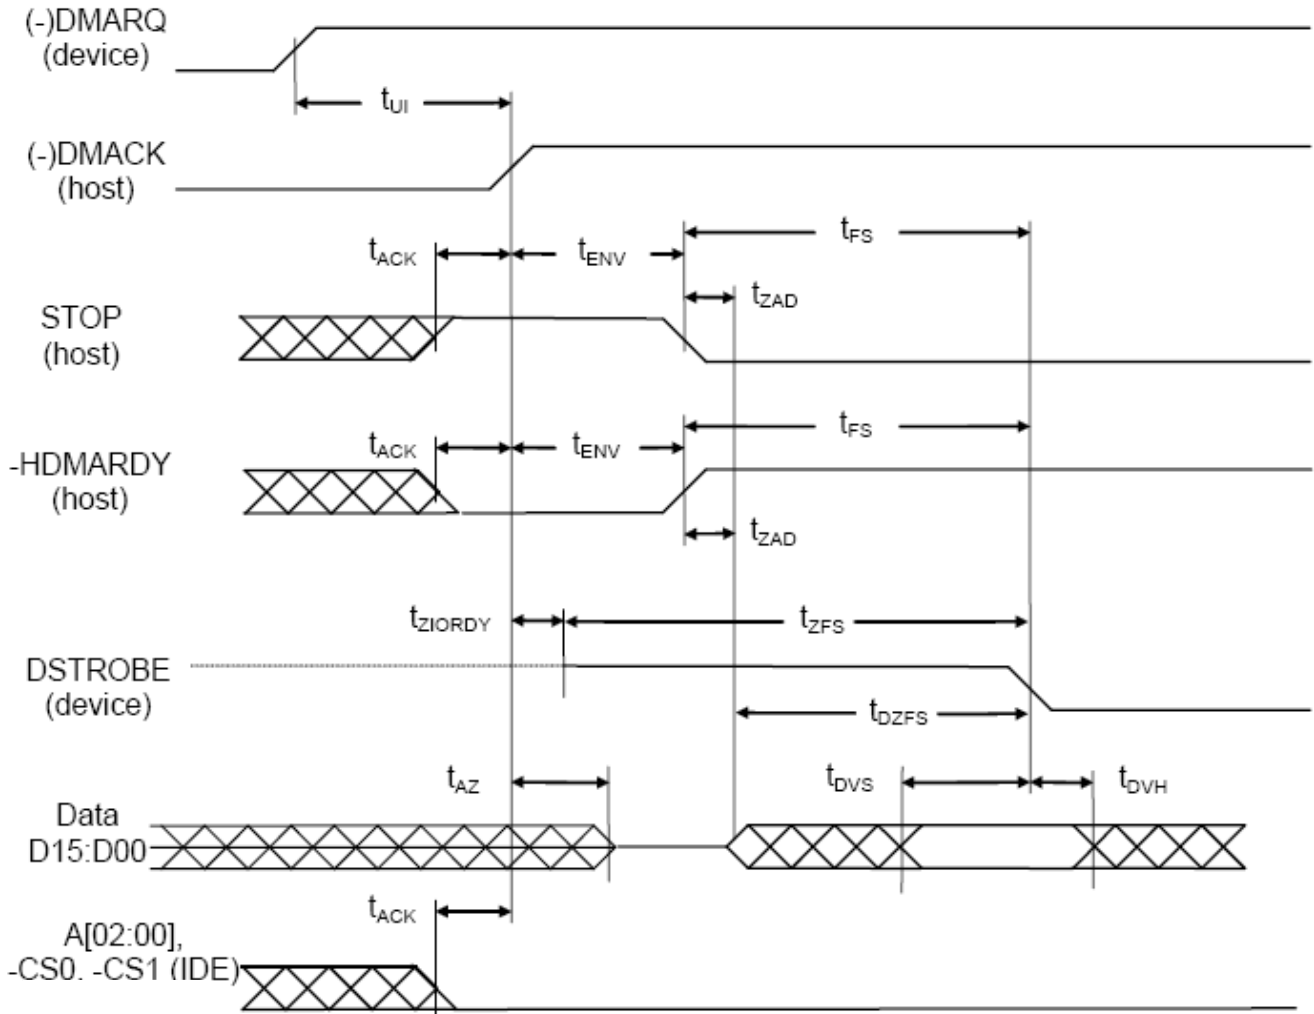 (-)DMARQ
(device)
tUI
(-)DMACK
(host)
tFS
tACK tENV
tZAD
STOP
(host)
tFS
tACK tENV
-HDMARDY
(host)
tZAD
tZIORDY tZFS
DSTROBE
(device)
tDZFS
tAZ tDVS tDVH
Data
D15:D00
tACK
A[02:00],
-CS0. -CS1 (IDE)